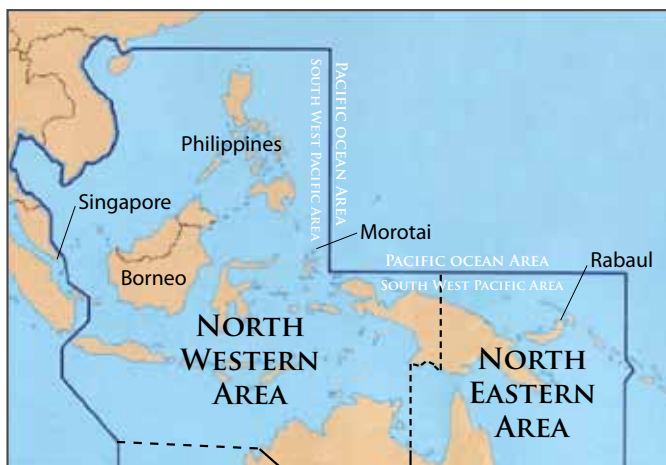 PACIFIC OCEAN AREA
SOUTH WEST PACIFIC AREA
Philippines
Singapore
Morotai
PACIFIC OCEAN AREA
Rabaul
SOUTH WEST PACIFIC AREA
Borneo
NORTH
WESTERN
AREA
NORTH
EASTERN
AREA